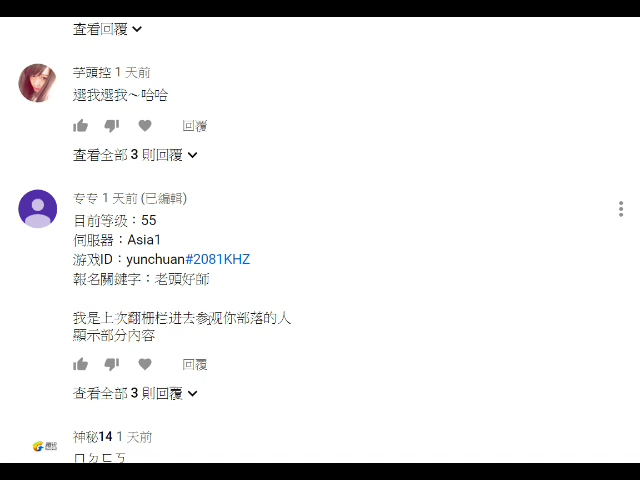 查看回覆
芋頭控 1 天前
選我選我～哈哈
回覆
查看全部 3 則回覆
专专 1 天前 (已編輯)
目前等级：55
伺服器：Asia1
游戏ID：yunchuan#2081KHZ
報名關鍵字：老頭好師
我是上次翻栅栏进去参观你部落的人
顯示部分內容
回覆
查看全部 3 則回覆
神秘14 1 天前
ㄇㄉㄈㄎ